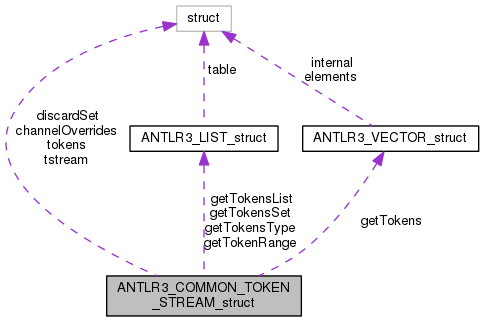 struct
internal
elements
table
discardSet
channelOverrides
tokens
tstream
ANTLR3_LIST_struct
ANTLR3_VECTOR_struct
getTokensList
getTokensSet
getTokensType
getTokenRange
getTokens
ANTLR3_COMMON_TOKEN
_STREAM_struct